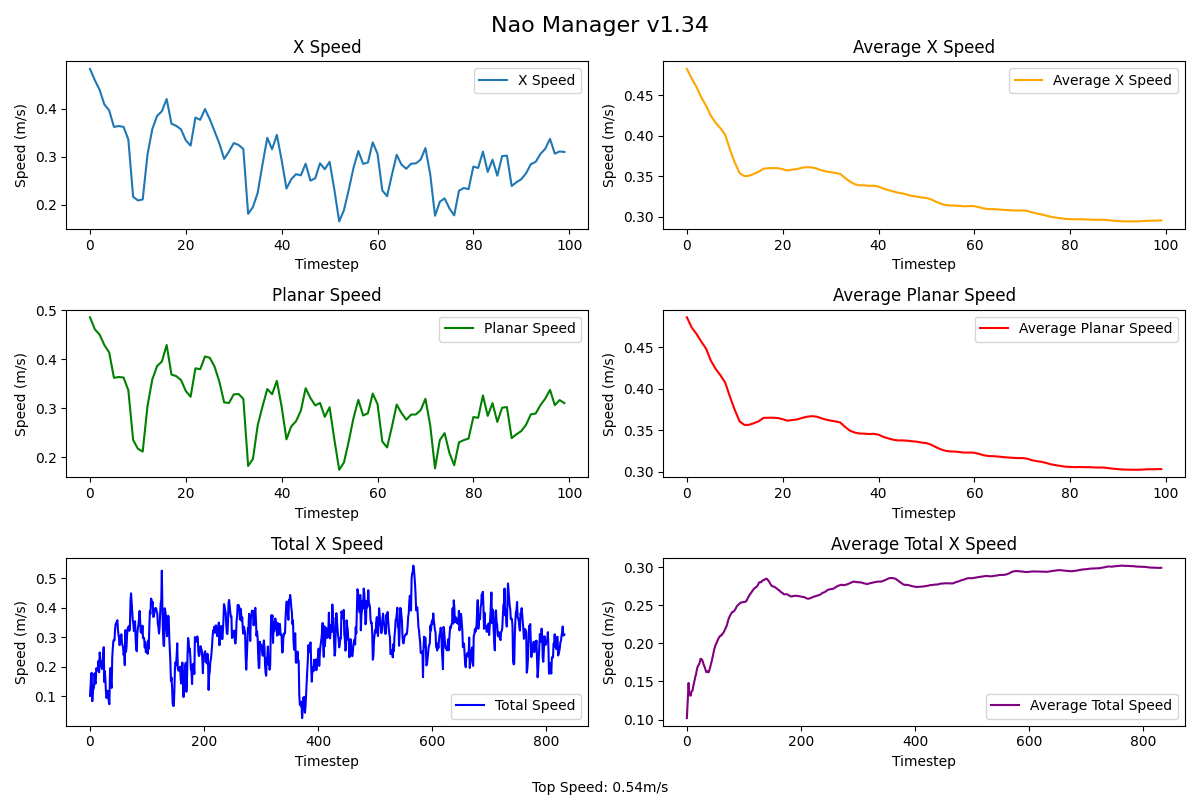 Nao Manager v1.34
X Speed
Speed (m/s)
0.4
0.3
0.2
X Speed
0 20 40 60 80 100
Timestep
Average X Speed
Speed (m/s)
0.45
0.40
0.35
0.30
Average X Speed
0 20 40 60 80 100
Timestep
Planar Speed
Speed (m/s)
0.5
0.4
0.3
0.2
Planar Speed
0 20 40 60 80 100
Timestep
Average Planar Speed
Speed (m/s)
0.45
0.40
0.35
0.30
Average Planar Speed
0 20 40 60 80 100
Timestep
Total X Speed
Speed (m/s)
0.5
0.4
0.3
0.2
0.1
Total Speed
0 200 400 600 800
Timestep
Average Total X Speed
Speed (m/s)
0.30
0.25
0.20
0.15
0.10
Average Total Speed
0 200 400 600 800
Timestep
Top Speed: 0.54m/s